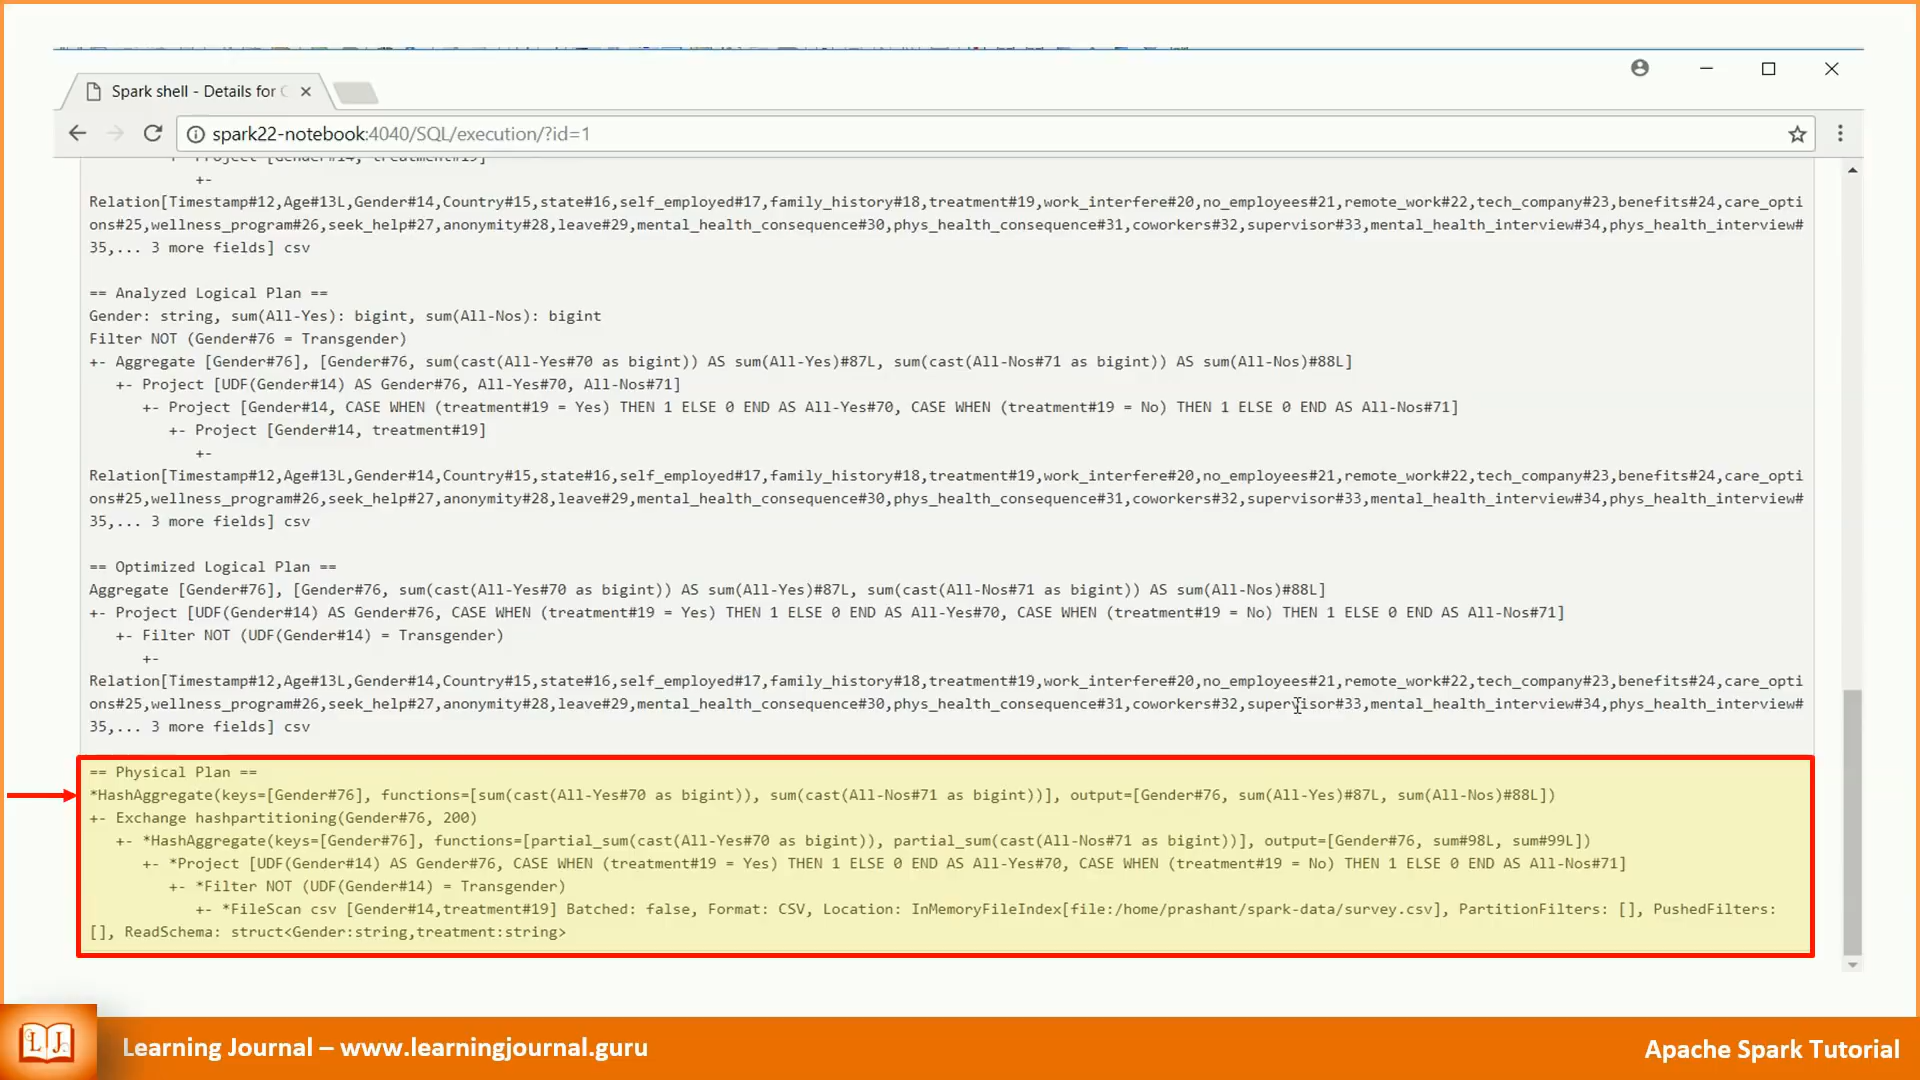 Spark shell - Details for
spark22-notebook:4040/SQL/execution/?id=1
+- Project [Gender#14, treatment#19]
+-
Relation[Timestamp#12,Age#13L,Gender#14,Country#15,state#16,self_employed#17,family_history#18,treatment#19,work_interfere#20,no_employees#21,remote_work#22,tech_company#23,benefits#24,care_opti
ons#25,wellness_program#26,seek_help#27,anonymity#28,leave#29,mental_health_consequence#30,phys_health_consequence#31,coworkers#32,supervisor#33,mental_health_interview#34,phys_health_interview#
35,... 3 more fields] csv
== Analyzed Logical Plan ==
Gender: string, sum(All-Yes): bigint, sum(All-Nos): bigint
Filter NOT (Gender#76 = Transgender)
+- Aggregate [Gender#76], [Gender#76, sum(cast(All-Yes#70 as bigint)) AS sum(All-Yes)#87L, sum(cast(All-Nos#71 as bigint)) AS sum(All-Nos)#88L]
+- Project [UDF(Gender#14) AS Gender#76, All-Yes#70, All-Nos#71]
+- Project [Gender#14, CASE WHEN (treatment#19 = Yes) THEN 1 ELSE 0 END AS All-Yes#70, CASE WHEN (treatment#19 = No) THEN 1 ELSE 0 END AS All-Nos#71]
+- Project [Gender#14, treatment#19]
+-
Relation[Timestamp#12,Age#13L,Gender#14,Country#15,state#16,self_employed#17,family_history#18,treatment#19,work_interfere#20,no_employees#21,remote_work#22,tech_company#23,benefits#24,care_opti
ons#25,wellness_program#26,seek_help#27,anonymity#28,leave#29,mental_health_consequence#30,phys_health_consequence#31,coworkers#32,supervisor#33,mental_health_interview#34,phys_health_interview#
35,... 3 more fields] csv
== Optimized Logical Plan ==
Aggregate [Gender#76], [Gender#76, sum(cast(All-Yes#70 as bigint)) AS sum(All-Yes)#87L, sum(cast(All-Nos#71 as bigint)) AS sum(All-Nos)#88L]
+- Project [UDF(Gender#14) AS Gender#76, CASE WHEN (treatment#19 = Yes) THEN 1 ELSE 0 END AS All-Yes#70, CASE WHEN (treatment#19 = No) THEN 1 ELSE 0 END AS All-Nos#71]
+- Filter NOT (UDF(Gender#14) = Transgender)
+-
Relation[Timestamp#12,Age#13L,Gender#14,Country#15,state#16,self_employed#17,family_history#18,treatment#19,work_interfere#20,no_employees#21,remote_work#22,tech_company#23,benefits#24,care_opti
ons#25,wellness_program#26,seek_help#27,anonymity#28,leave#29,mental_health_consequence#30,phys_health_consequence#31,coworkers#32,supervisor#33,mental_health_interview#34,phys_health_interview#
35,... 3 more fields] csv
== Physical Plan ==
*HashAggregate(keys=[Gender#76], functions=[sum(cast(All-Yes#70 as bigint)), sum(cast(All-Nos#71 as bigint))], output=[Gender#76, sum(All-Yes)#87L, sum(All-Nos)#88L])
+- Exchange hashpartitioning(Gender#76, 200)
+- *HashAggregate(keys=[Gender#76], functions=[partial_sum(cast(All-Yes#70 as bigint)), partial_sum(cast(All-Nos#71 as bigint))], output=[Gender#76, sum#98L, sum#99L])
+- *Project [UDF(Gender#14) AS Gender#76, CASE WHEN (treatment#19 = Yes) THEN 1 ELSE 0 END AS All-Yes#70, CASE WHEN (treatment#19 = No) THEN 1 ELSE 0 END AS All-Nos#71]
+- *Filter NOT (UDF(Gender#14) = Transgender)
+- *FileScan csv [Gender#14,treatment#19] Batched: false, Format: CSV, Location: InMemoryFileIndex[file:/home/prashant/spark-data/survey.csv], PartitionFilters: [], PushedFilters:
[], ReadSchema: struct<Gender:string,treatment:string>
LJ
Learning Journal – www.learningjournal.guru
Apache Spark Tutorial